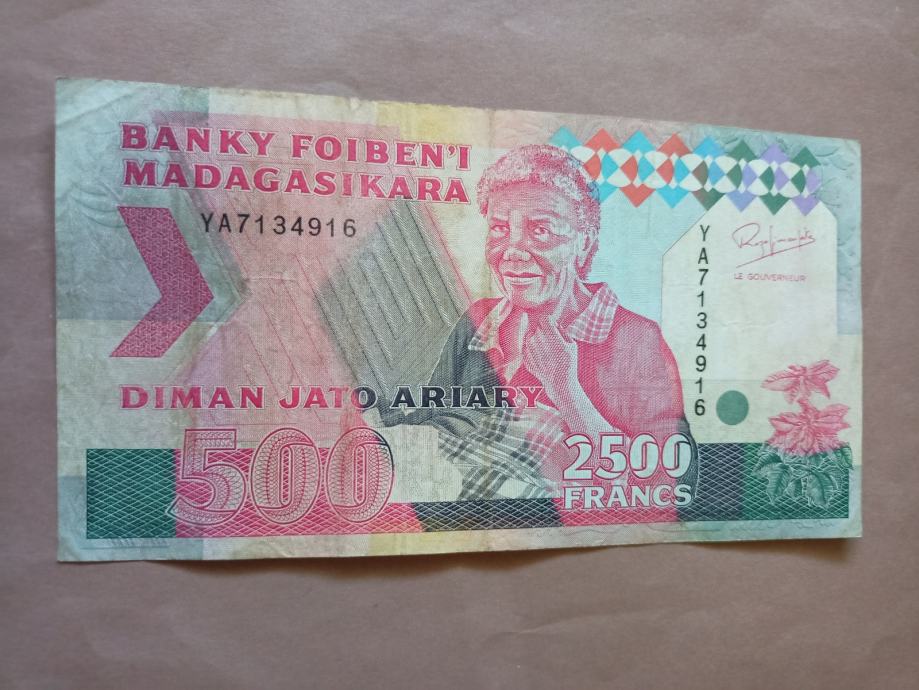 BANKY FOIBEN'I
MADAGASIKARA
YA7134916
YA7134916
LE GOUVERNEUR
DIMAN JATO ARIARY
500
2500
FRANCS